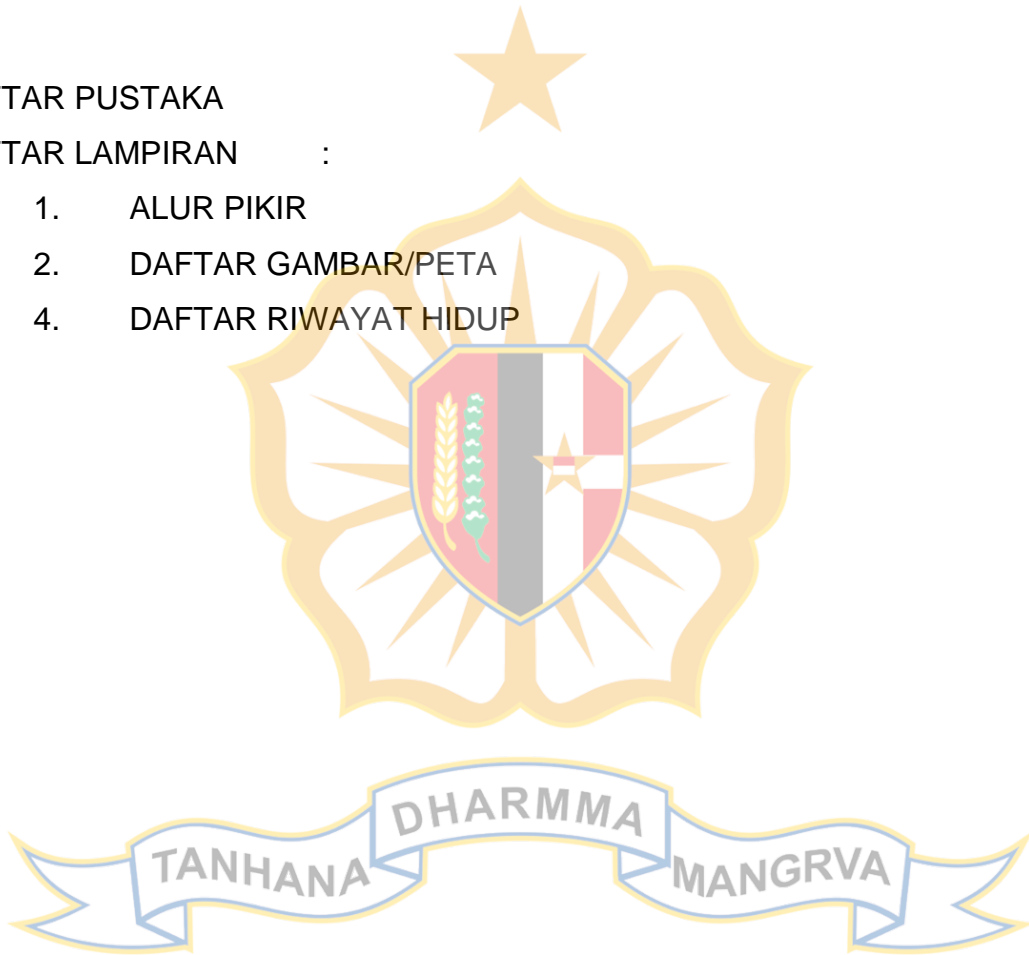 TAR PUSTAKA
TAR LAMPIRAN :
1. ALUR PIKIR
2. DAFTAR GAMBAR/PETA
4. DAFTAR RIWAYAT HIDUP
TANHANA DHARMMA MANGRVA